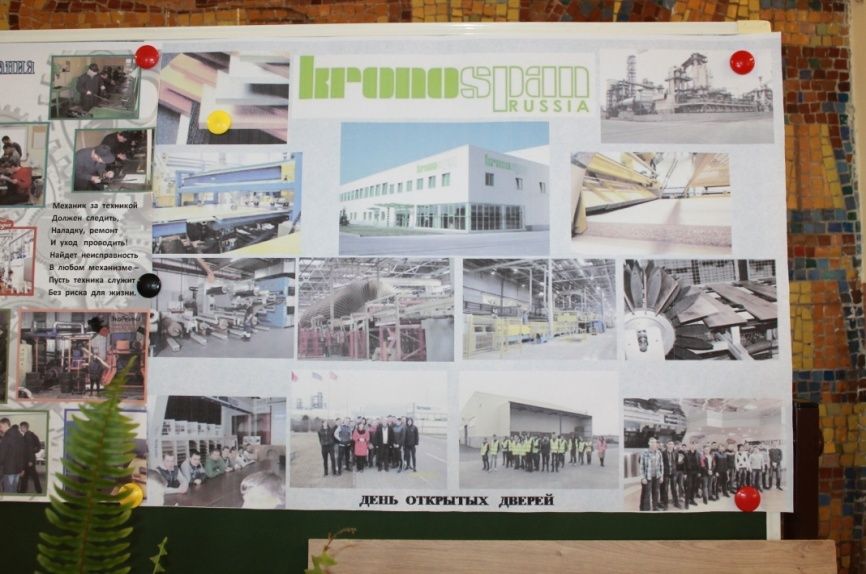 kronospan
RUSSIA
Механик за техникой
Должен следить,
Наладку, ремонт
И уход проводить!
Найдет неисправность
В любом механизме –
Пусть техника служит
Без риска для жизни.
ДЕНЬ ОТКРЫТЫХ ДВЕРЕЙ